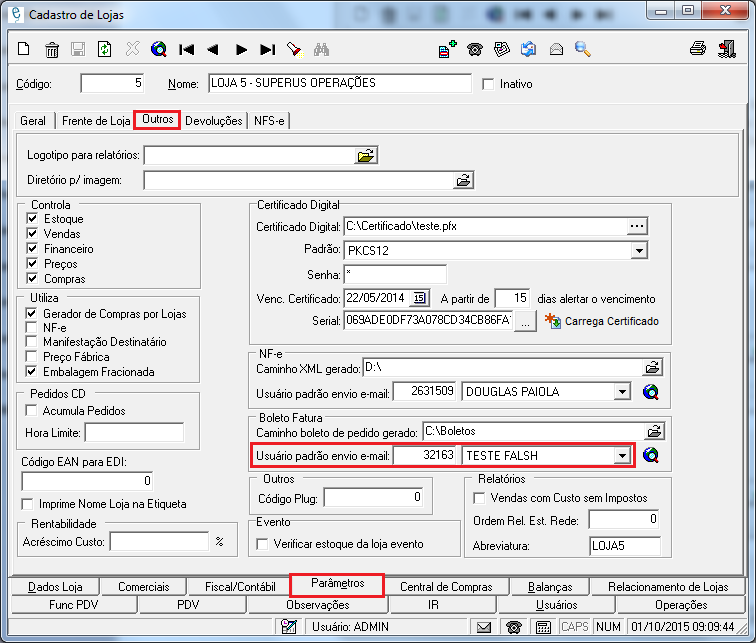 Cadastro de Lojas
Código: 5 Nome: LOJA 5 - SUPERUS OPERAÇÕES Inativo
Geral Frente de Loja Outros Devoluções NFS-e
Logotipo para relatórios:
Diretório p/ imagem:
Controla
Estoque
Vendas
Financeiro
Preços
Compras
Utiliza
Gerador de Compras por Lojas
NF-e
Manifestação Destinatário
Preço Fábrica
Embalagem Fracionada
Pedidos CD
Acumula Pedidos
Hora Limite:
Código EAN para EDI:
0
Imprime Nome Loja na Etiqueta
Rentabilidade
Acréscimo Custo: %
Certificado Digital
Certificado Digital: C:\Certificado\teste.pfx ...
Padrão: PKCS12
Senha: *
Venc. Certificado: 22/05/2014 15 A partir de 15 dias alertar o vencimento
Serial: 069ADE0DF73A078CD34CB86FA ... Carrega Certificado
NF-e
Caminho XML gerado: D:\
Usuário padrão envio e-mail: 2631509 DOUGLAS PAIOLA
Boleto Fatura
Caminho boleto de pedido gerado: C:\Boletos
Usuário padrão envio e-mail: 32163 TESTE FALSH
Outros
Código Plug: 0
Evento
Verificar estoque da loja evento
Relatórios
Vendas com Custo sem Impostos
Ordem Rel. Est. Rede: 0
Abreviatura: LOJA5
Dados Loja Comerciais Fiscal/Contábil Parâmetros Central de Compras Balanças Relacionamento de Lojas
Func PDV PDV Observações IR Usuários Operações
Usuário: ADMIN CAPS NUM 01/10/2015 09:09:44